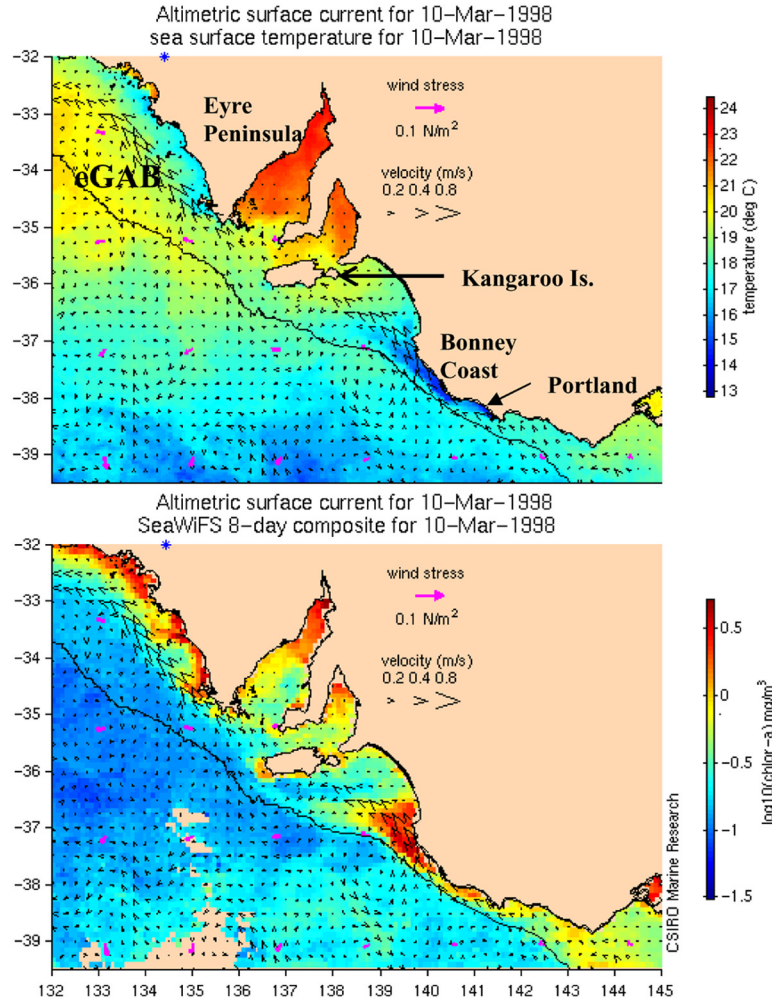 Altimetric surface current for 10-Mar-1998
sea surface temperature for 10-Mar-1998
-32
-33
-34
-35
-36
-37
-38
-39
Eyre
Peninsula
eGAB
wind stress
0.1 N/m²
velocity (m/s)
0.2 0.4 0.8
Kangaroo Is.
Bonney
Coast
Portland
24
23
22
21
20
19
18
17
16
15
14
13
temperature (deg C)
Altimetric surface current for 10-Mar-1998
SeaWiFS 8-day composite for 10-Mar-1998
-32
-33
-34
-35
-36
-37
-38
-39
wind stress
0.1 N/m²
velocity (m/s)
0.2 0.4 0.8
CSIRO Marine Research
0.5
0
-0.5
-1
-1.5
log10(chlor-a) mg/m³
132 133 134 135 136 137 138 139 140 141 142 143 144 145